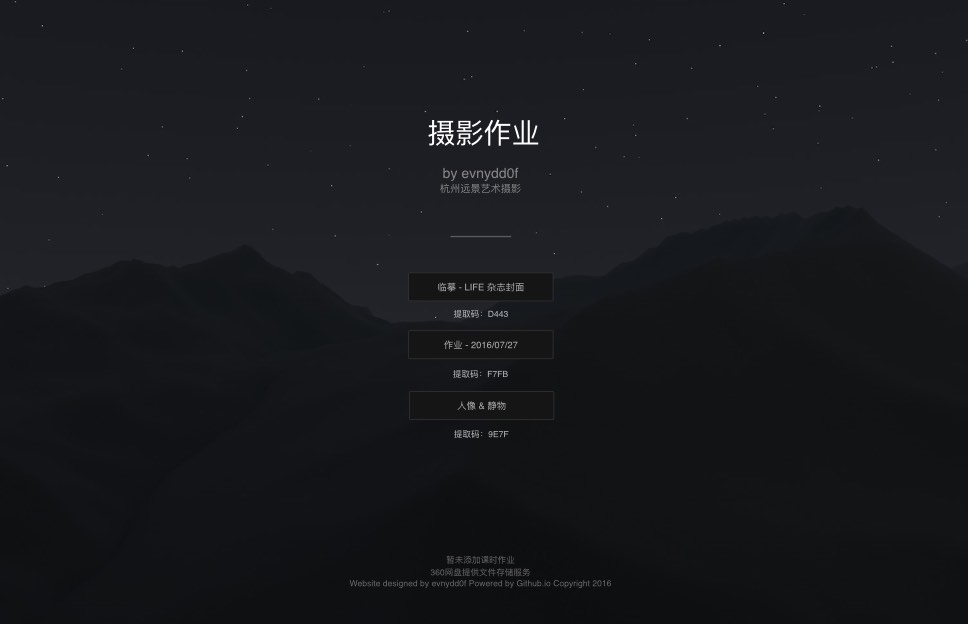 摄影作业
by evnydd0f
杭州远景艺术摄影
临摹 - LIFE 杂志封面
提取码：D443
作业 - 2016/07/27
提取码：F7FB
人像 & 静物
提取码：9E7F
暂未添加课时作业
360网盘提供文件存储服务
Website designed by evnydd0f Powered by Github.io Copyright 2016